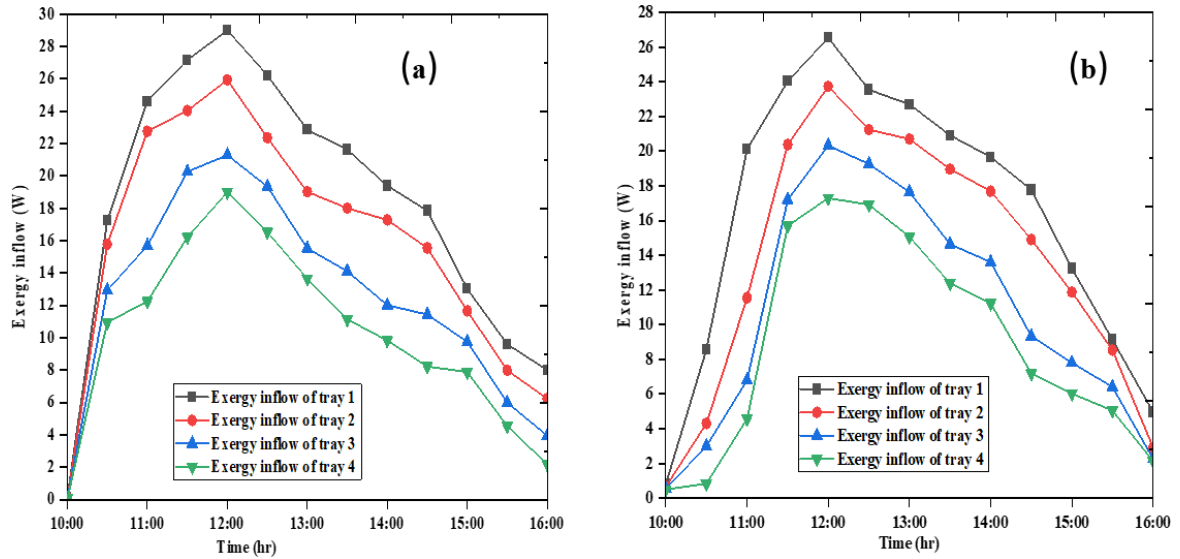 (a)
Exergy inflow (W)
30
28
26
24
22
20
18
16
14
12
10
8
6
4
2
0
Exergy inflow of tray 1
Exergy inflow of tray 2
Exergy inflow of tray 3
Exergy inflow of tray 4
10:00 11:00 12:00 13:00 14:00 15:00 16:00
Time (hr)
(b)
Exergy inflow (W)
28
26
24
22
20
18
16
14
12
10
8
6
4
2
0
Exergy inflow of tray 1
Exergy inflow of tray 2
Exergy inflow of tray 3
Exergy inflow of tray 4
10:00 11:00 12:00 13:00 14:00 15:00 16:00
Time (hr)